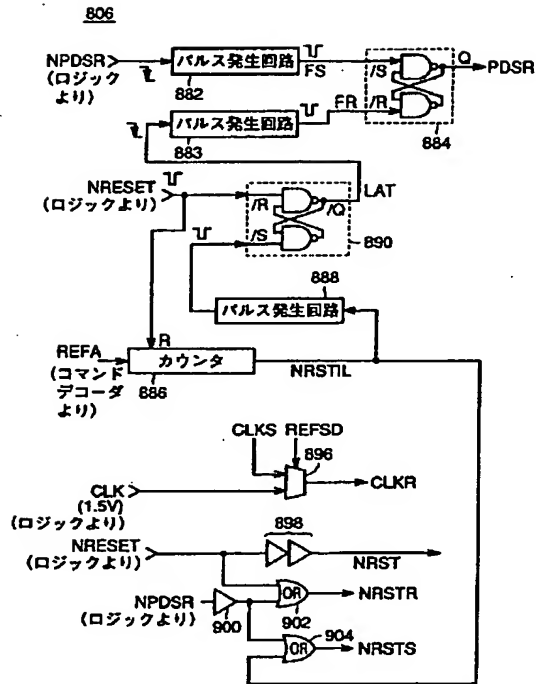 806
NPDSR
(ロジック
より)
パルス発生回路
882
FS
/S
Q
PDSR
パルス発生回路
883
FR
/R
884
NRESET
(ロジックより)
LAT
/R
/Q
/S
890
888
パルス発生回路
REFA
(コマンド
デコーダ
より)
R
カウンタ
886
NRSTIL
CLKS REFSD
896
CLK
(1.5V)
(ロジックより)
CLKR
NRESET
(ロジックより)
898
NRST
NPDSR
(ロジックより)
900
OR
902
NRSTR
OR
904
NRSTS